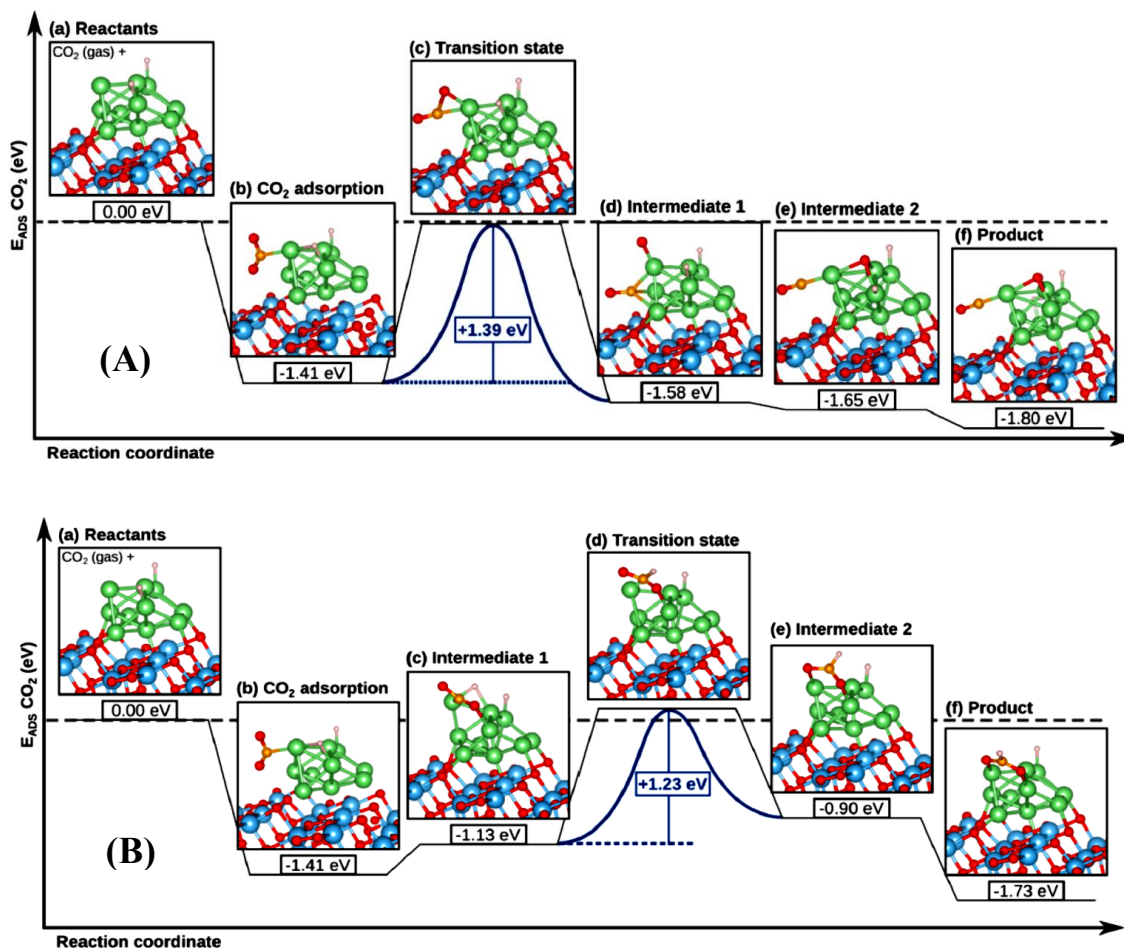 (a) Reactants
CO₂ (gas) +
0.00 eV
(b) CO₂ adsorption
-1.41 eV
(c) Transition state
+1.39 eV
(d) Intermediate 1
-1.58 eV
(e) Intermediate 2
-1.65 eV
(f) Product
-1.80 eV
E_ADS CO₂ (eV)
(A)
Reaction coordinate
(a) Reactants
CO₂ (gas) +
0.00 eV
(b) CO₂ adsorption
-1.41 eV
(c) Intermediate 1
-1.13 eV
(d) Transition state
+1.23 eV
(e) Intermediate 2
-0.90 eV
(f) Product
-1.73 eV
E_ADS CO₂ (eV)
(B)
Reaction coordinate